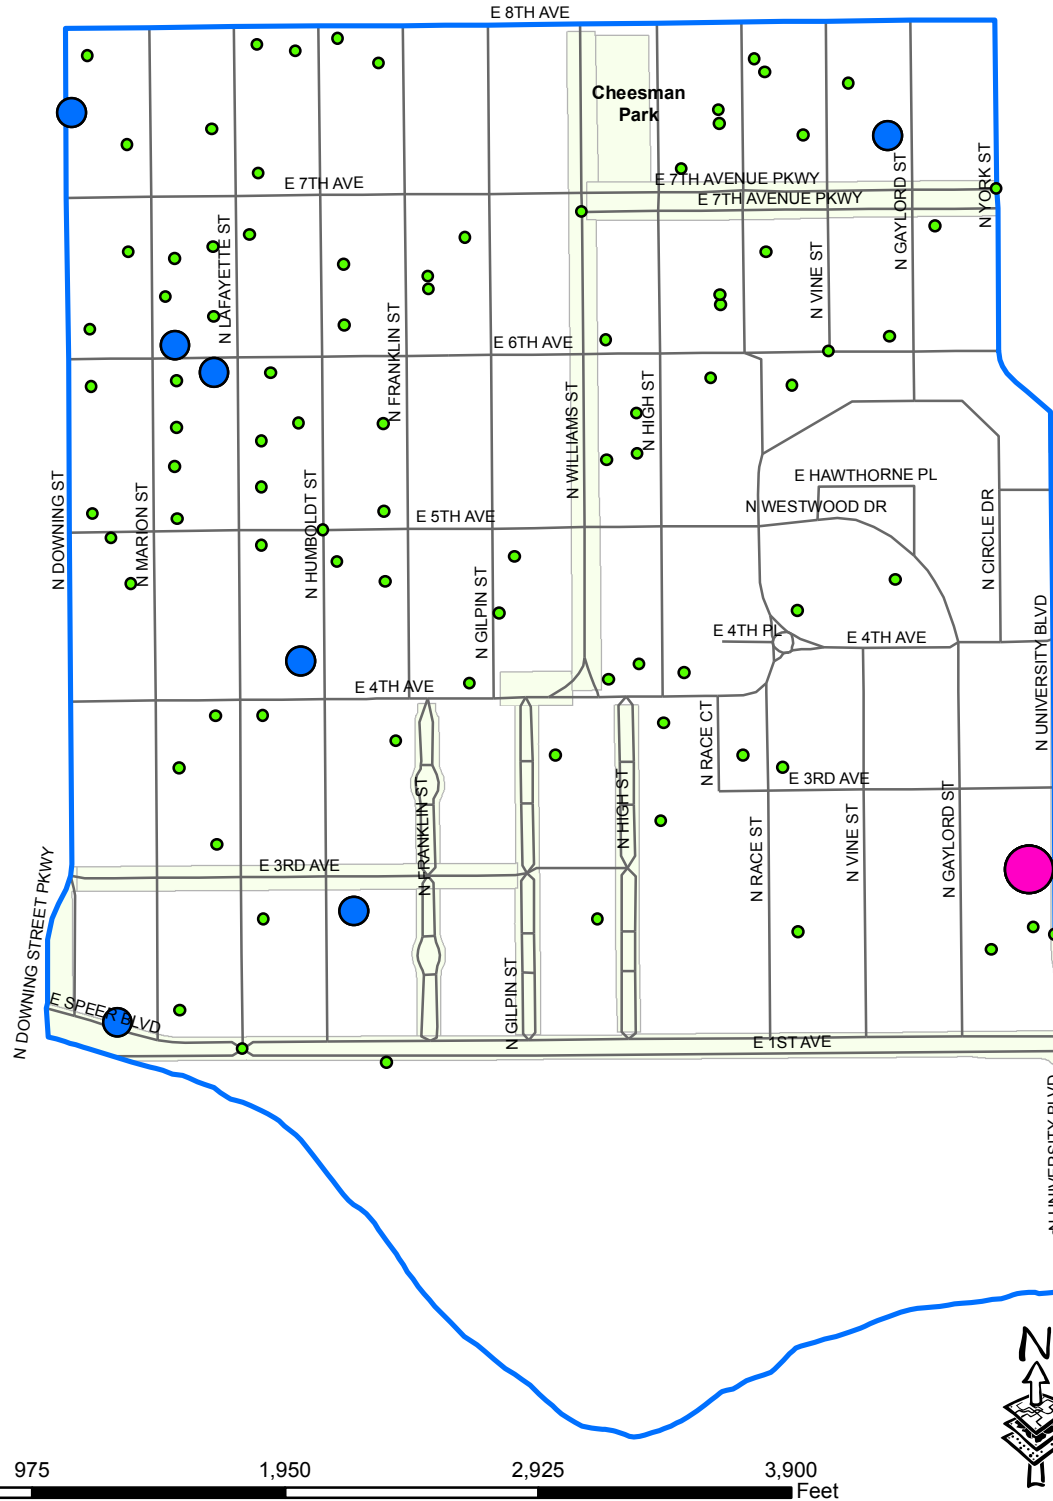 E 8TH AVE
Cheesman
Park
E 7TH AVE
E 7TH AVENUE PKWY
E 7TH AVENUE PKWY
N YORK ST
N GAYLORD ST
N LAFAYETTE ST
N VINE ST
N FRANKLIN ST
E 6TH AVE
N WILLIAMS ST
N HIGH ST
E HAWTHORNE PL
N WESTWOOD DR
N DOWNING ST
N MARION ST
N HUMBOLDT ST
E 5TH AVE
N CIRCLE DR
N GILPIN ST
E 4TH PL
E 4TH AVE
N UNIVERSITY BLVD
E 4TH AVE
N RACE CT
E 3RD AVE
N FRANKLIN ST
N HIGH ST
N RACE ST
N VINE ST
N GAYLORD ST
E 3RD AVE
N DOWNING STREET PKWY
N GILPIN ST
E SPEER BLVD
E 1ST AVE
N UNIVERSITY BLVD
N
975 1,950 2,925 3,900
Feet